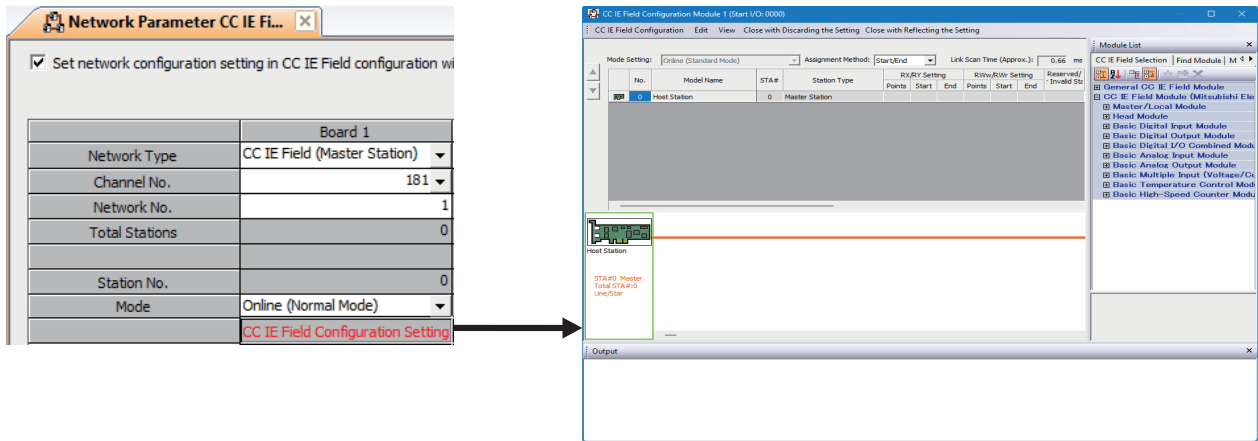 Network Parameter CC IE Fi...
Set network configuration setting in CC IE Field configuration wi
Board 1
Network Type CC IE Field (Master Station)
Channel No. 181
Network No. 1
Total Stations 0
Station No. 0
Mode Online (Normal Mode)
CC IE Field Configuration Setting
CC IE Field Configuration Module 1 (Start I/O: 0000)
CC IE Field Configuration Edit View Close with Discarding the Setting Close with Reflecting the Setting
Mode Setting: Online (Standard Mode) Assignment Method: Start/End Link Scan Time (Approx.): 0.66 ms
No. Model Name STA# Station Type RX/RY Setting RWw/RWr Setting Reserved/
Points Start End Points Start End Invalid Sta
0 Host Station 0 Master Station
Host Station
STA#0 Master
Total STA#:0
Line/Star
Module List
CC IE Field Selection Find Module M
General CC IE Field Module
CC IE Field Module (Mitsubishi Ele
Master/Local Module
Head Module
Basic Digital Input Module
Basic Digital Output Module
Basic Digital I/O Combined Modu
Basic Analog Input Module
Basic Analog Output Module
Basic Multiple Input (Voltage/Cu
Basic Temperature Control Modu
Basic High-Speed Counter Modu
Output